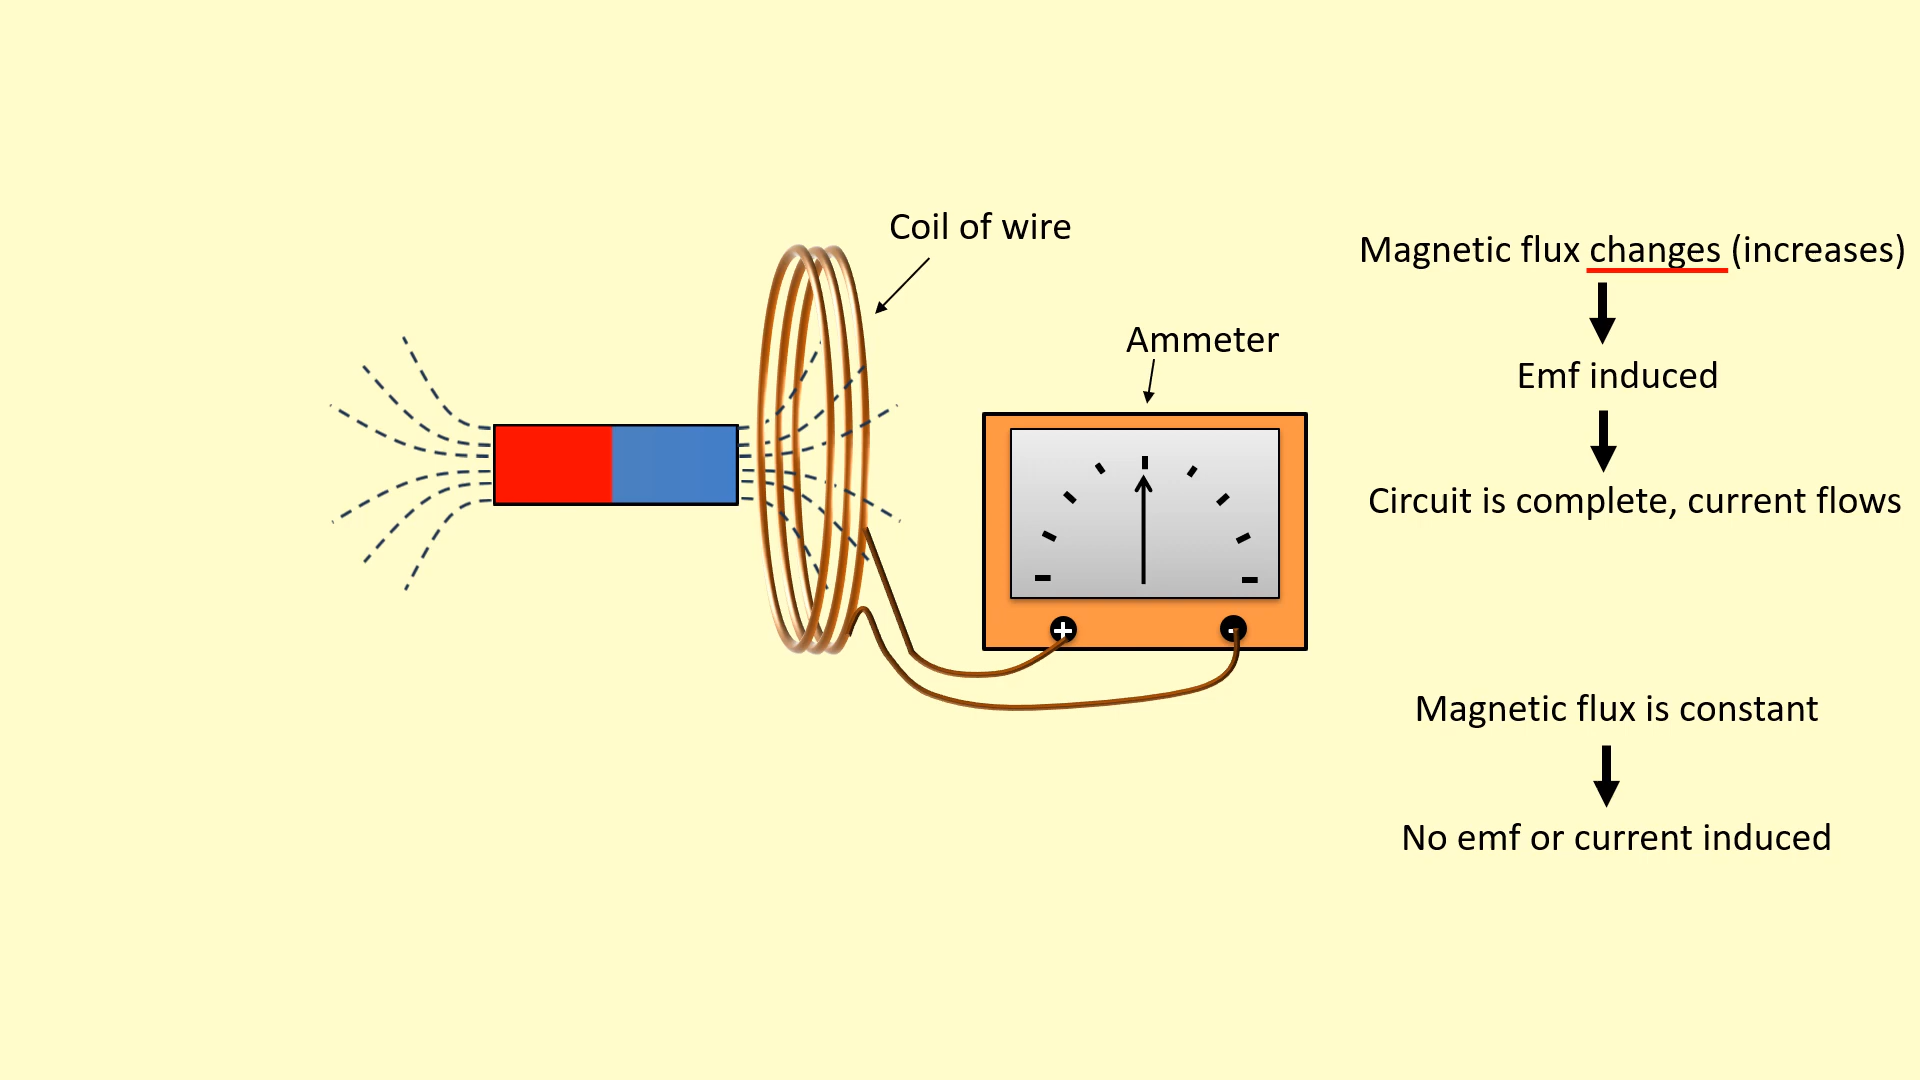 Coil of wire
Ammeter
+
-
Magnetic flux changes (increases)
Emf induced
Circuit is complete, current flows
Magnetic flux is constant
No emf or current induced